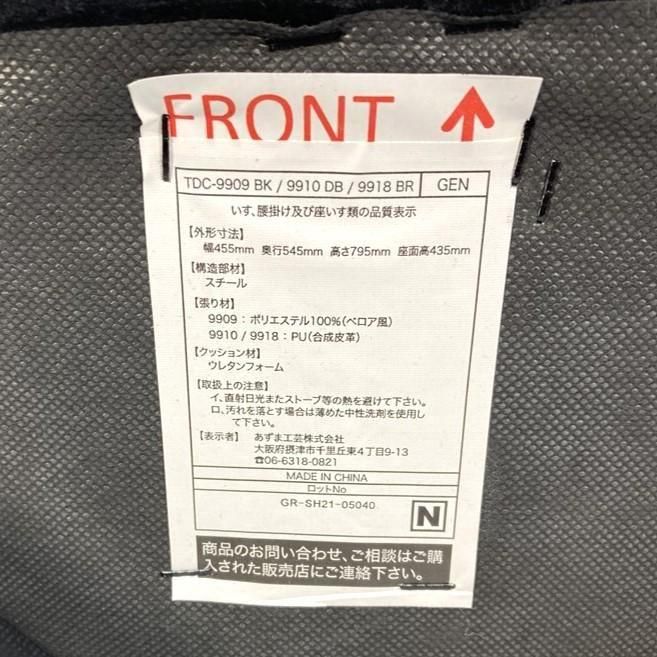 FRONT ↑
TDC-9909 BK / 9910 DB / 9918 BR GEN
いす、腰掛け及び座いす類の品質表示
【外形寸法】
幅455mm 奥行545mm 高さ795mm 座面高435mm
【構造部材】
スチール
【張り材】
9909：ポリエステル100%(ベロア風)
9910 / 9918：PU(合成皮革)
【クッション材】
ウレタンフォーム
【取扱上の注意】
イ、直射日光またストーブ等の熱を避けて下さい。
ロ、汚れを落とす場合は薄めた中性洗剤を使用し
て下さい。
【表示者】 あずま工芸株式会社
大阪府摂津市千里丘東4丁目9-13
☎06-6318-0821
MADE IN CHINA
ロットNo
GR-SH21-05040
N
商品のお問い合わせ、ご相談はご購
入された販売店にご連絡下さい。